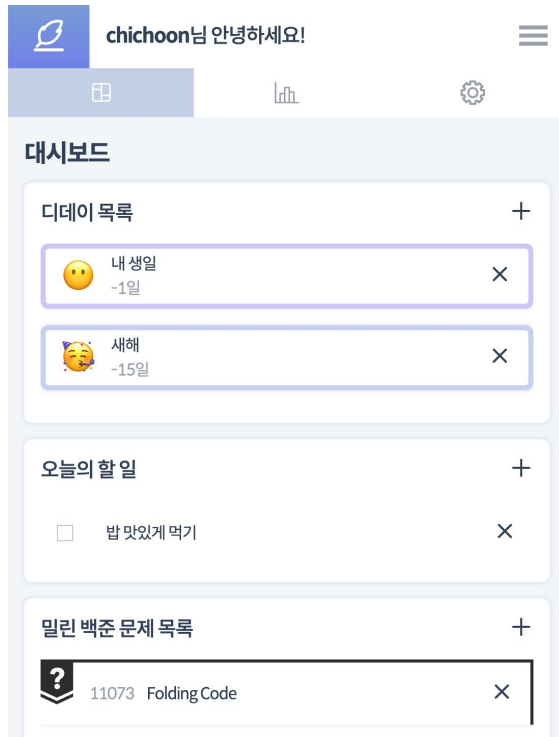 chichoon님 안녕하세요!
대시보드
디데이 목록
내 생일
-1일
새해
-15일
오늘의 할 일
밥 맛있게 먹기
밀린 백준 문제 목록
?
11073 Folding Code